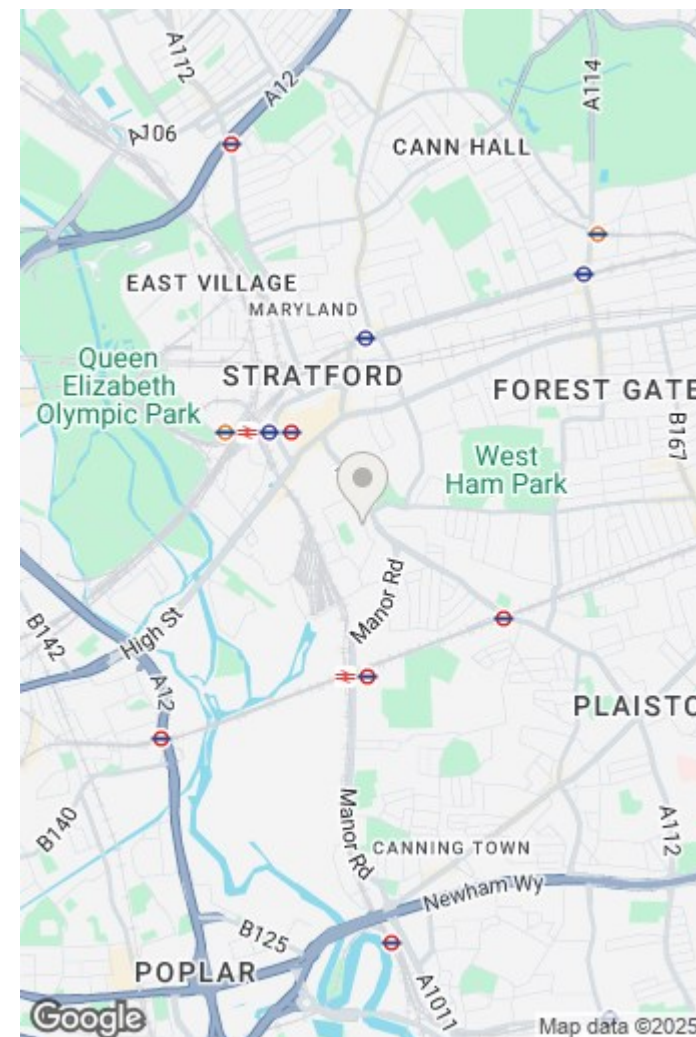 A112
A12
A114
A106
CANN HALL
EAST VILLAGE
MARYLAND
Queen
Elizabeth
Olympic Park
STRATFORD
FOREST GATE
B167
West
Ham Park
Manor Rd
B142
High St
A12
PLAISTO
B140
Manor Rd
CANNING TOWN
A112
Newham Wy
B125
POPLAR
A1011
Google
Map data ©2025